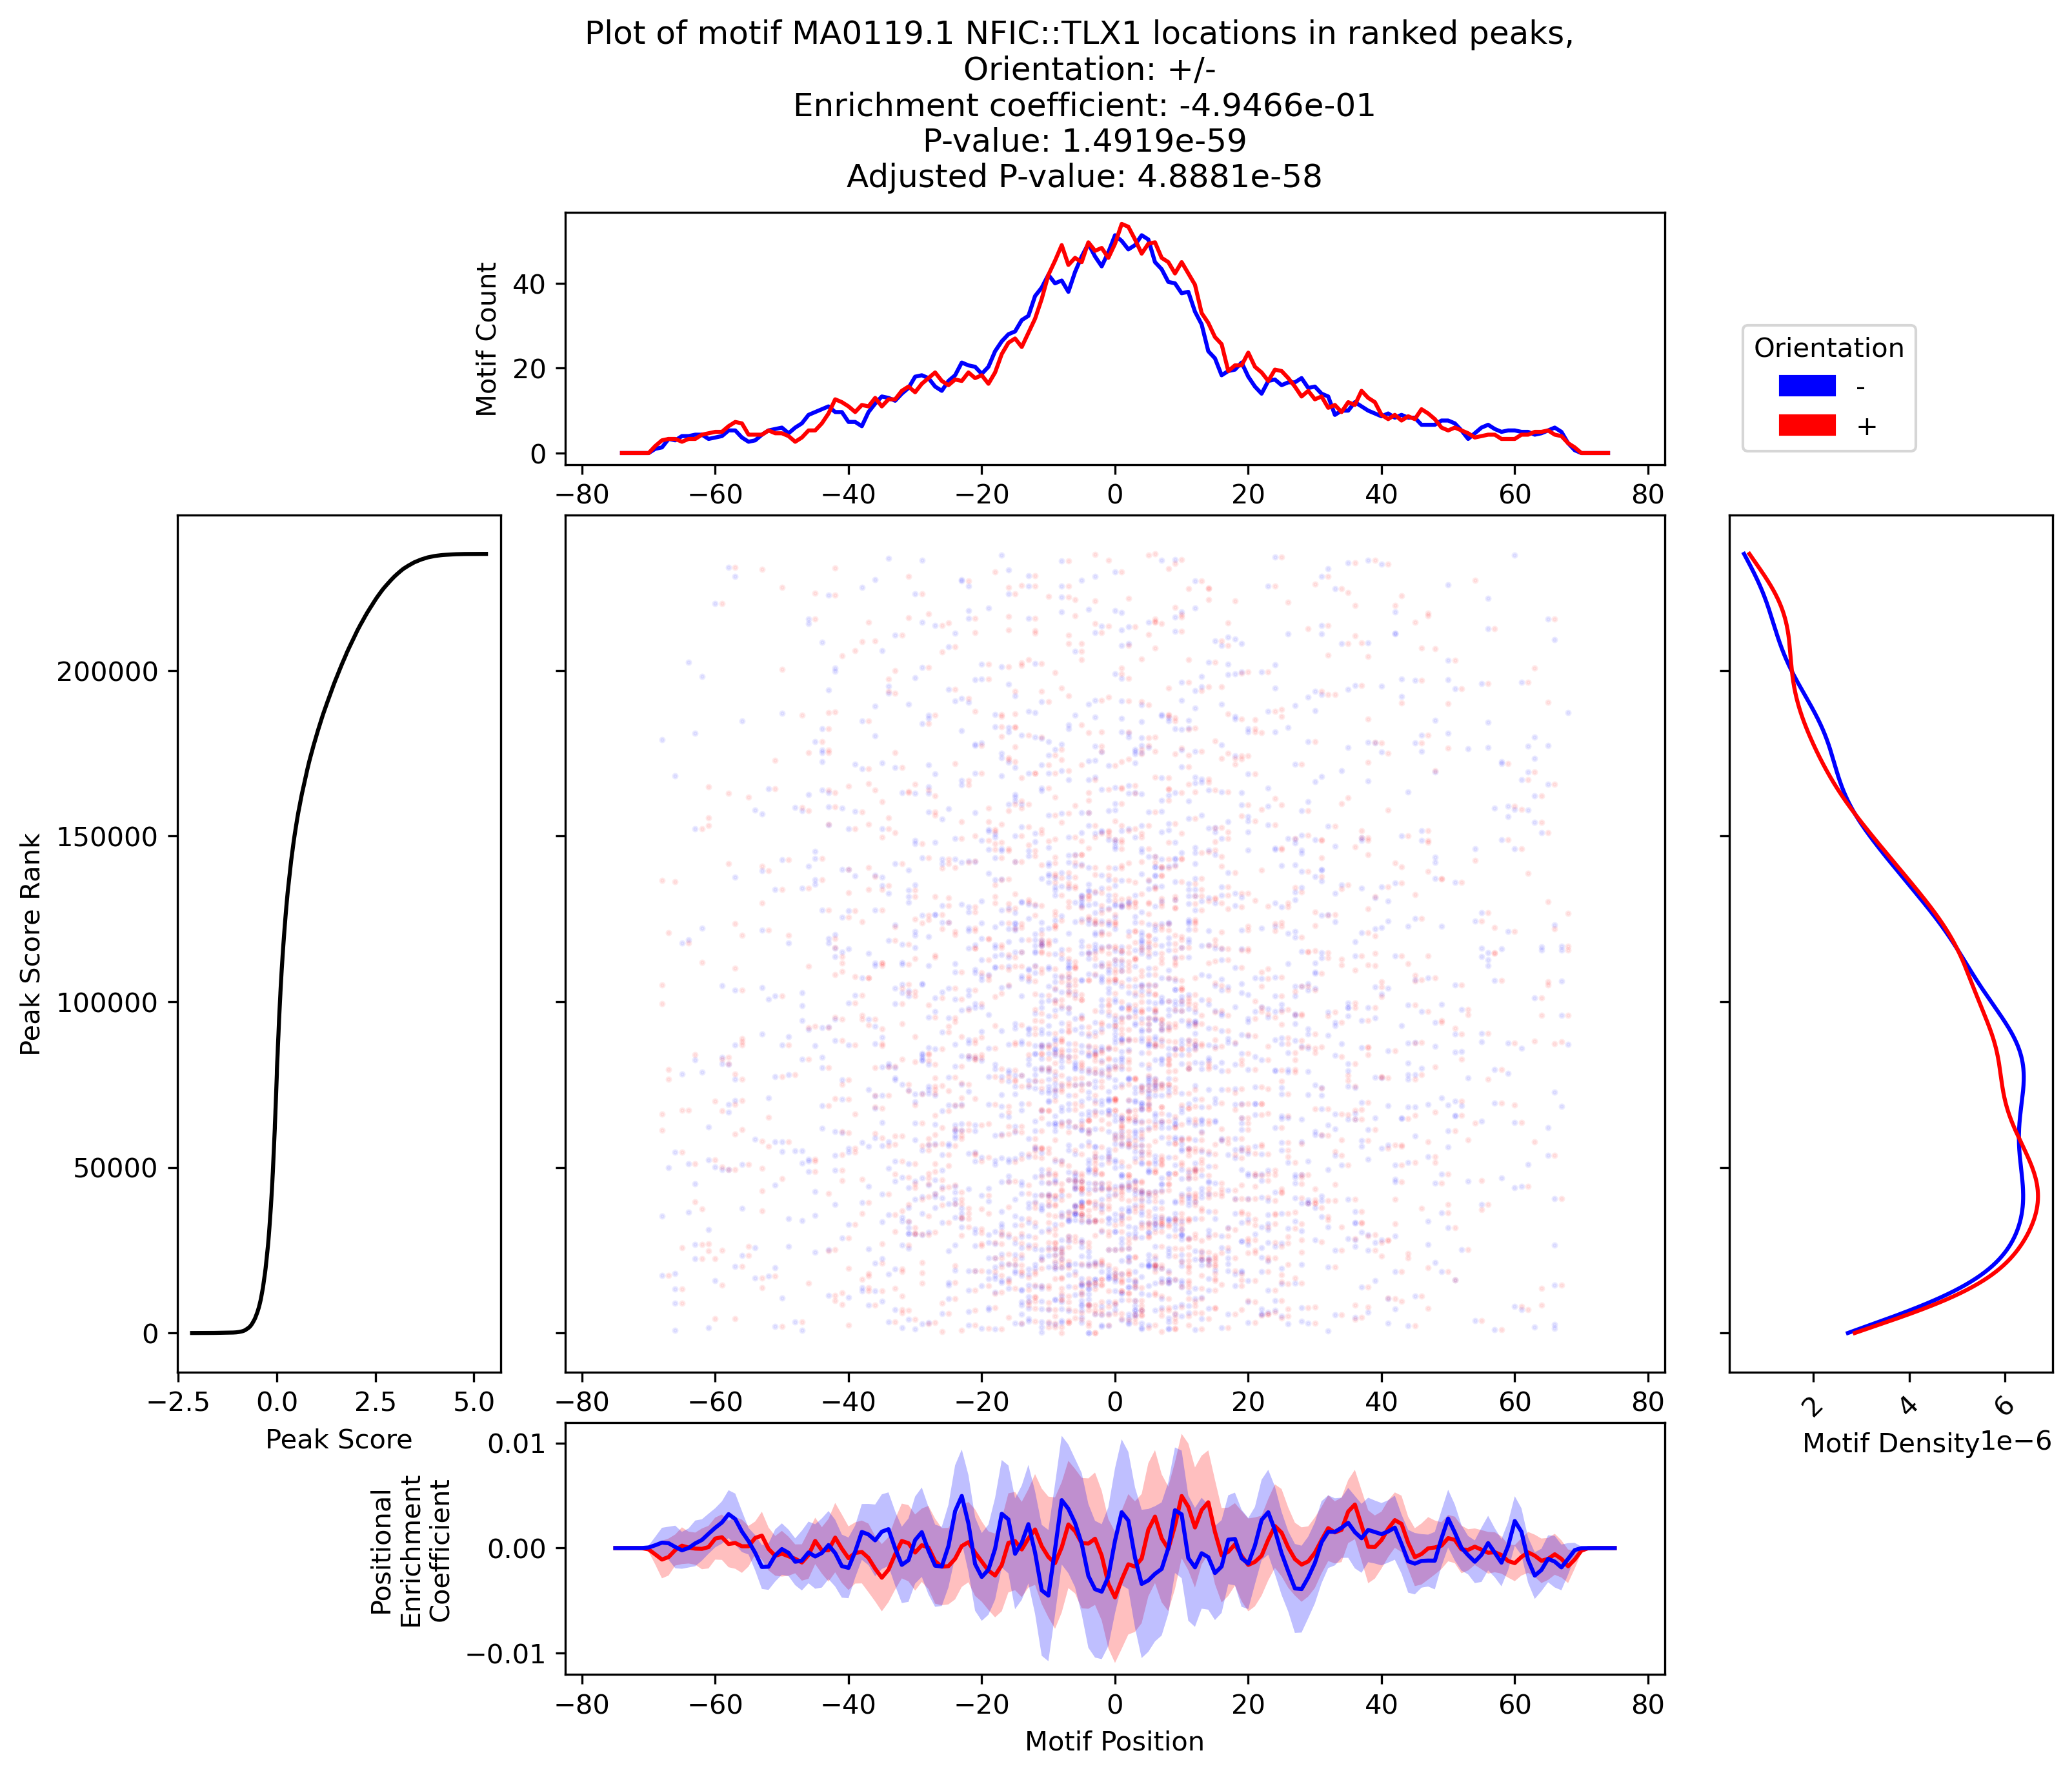 Plot of motif MA0119.1 NFIC::TLX1 locations in ranked peaks,
Orientation: +/-
Enrichment coefficient: -4.9466e-01
P-value: 1.4919e-59
Adjusted P-value: 4.8881e-58
Motif Count
40
20
0
−80 −60 −40 −20 0 20 40 60 80
Orientation
-
+
Peak Score Rank
200000
150000
100000
50000
0
−2.5 0.0 2.5 5.0
Peak Score
−80 −60 −40 −20 0 20 40 60 80
2 4 6
Motif Density
1e−6
Positional
Enrichment
Coefficient
0.01
0.00
−0.01
−80 −60 −40 −20 0 20 40 60 80
Motif Position